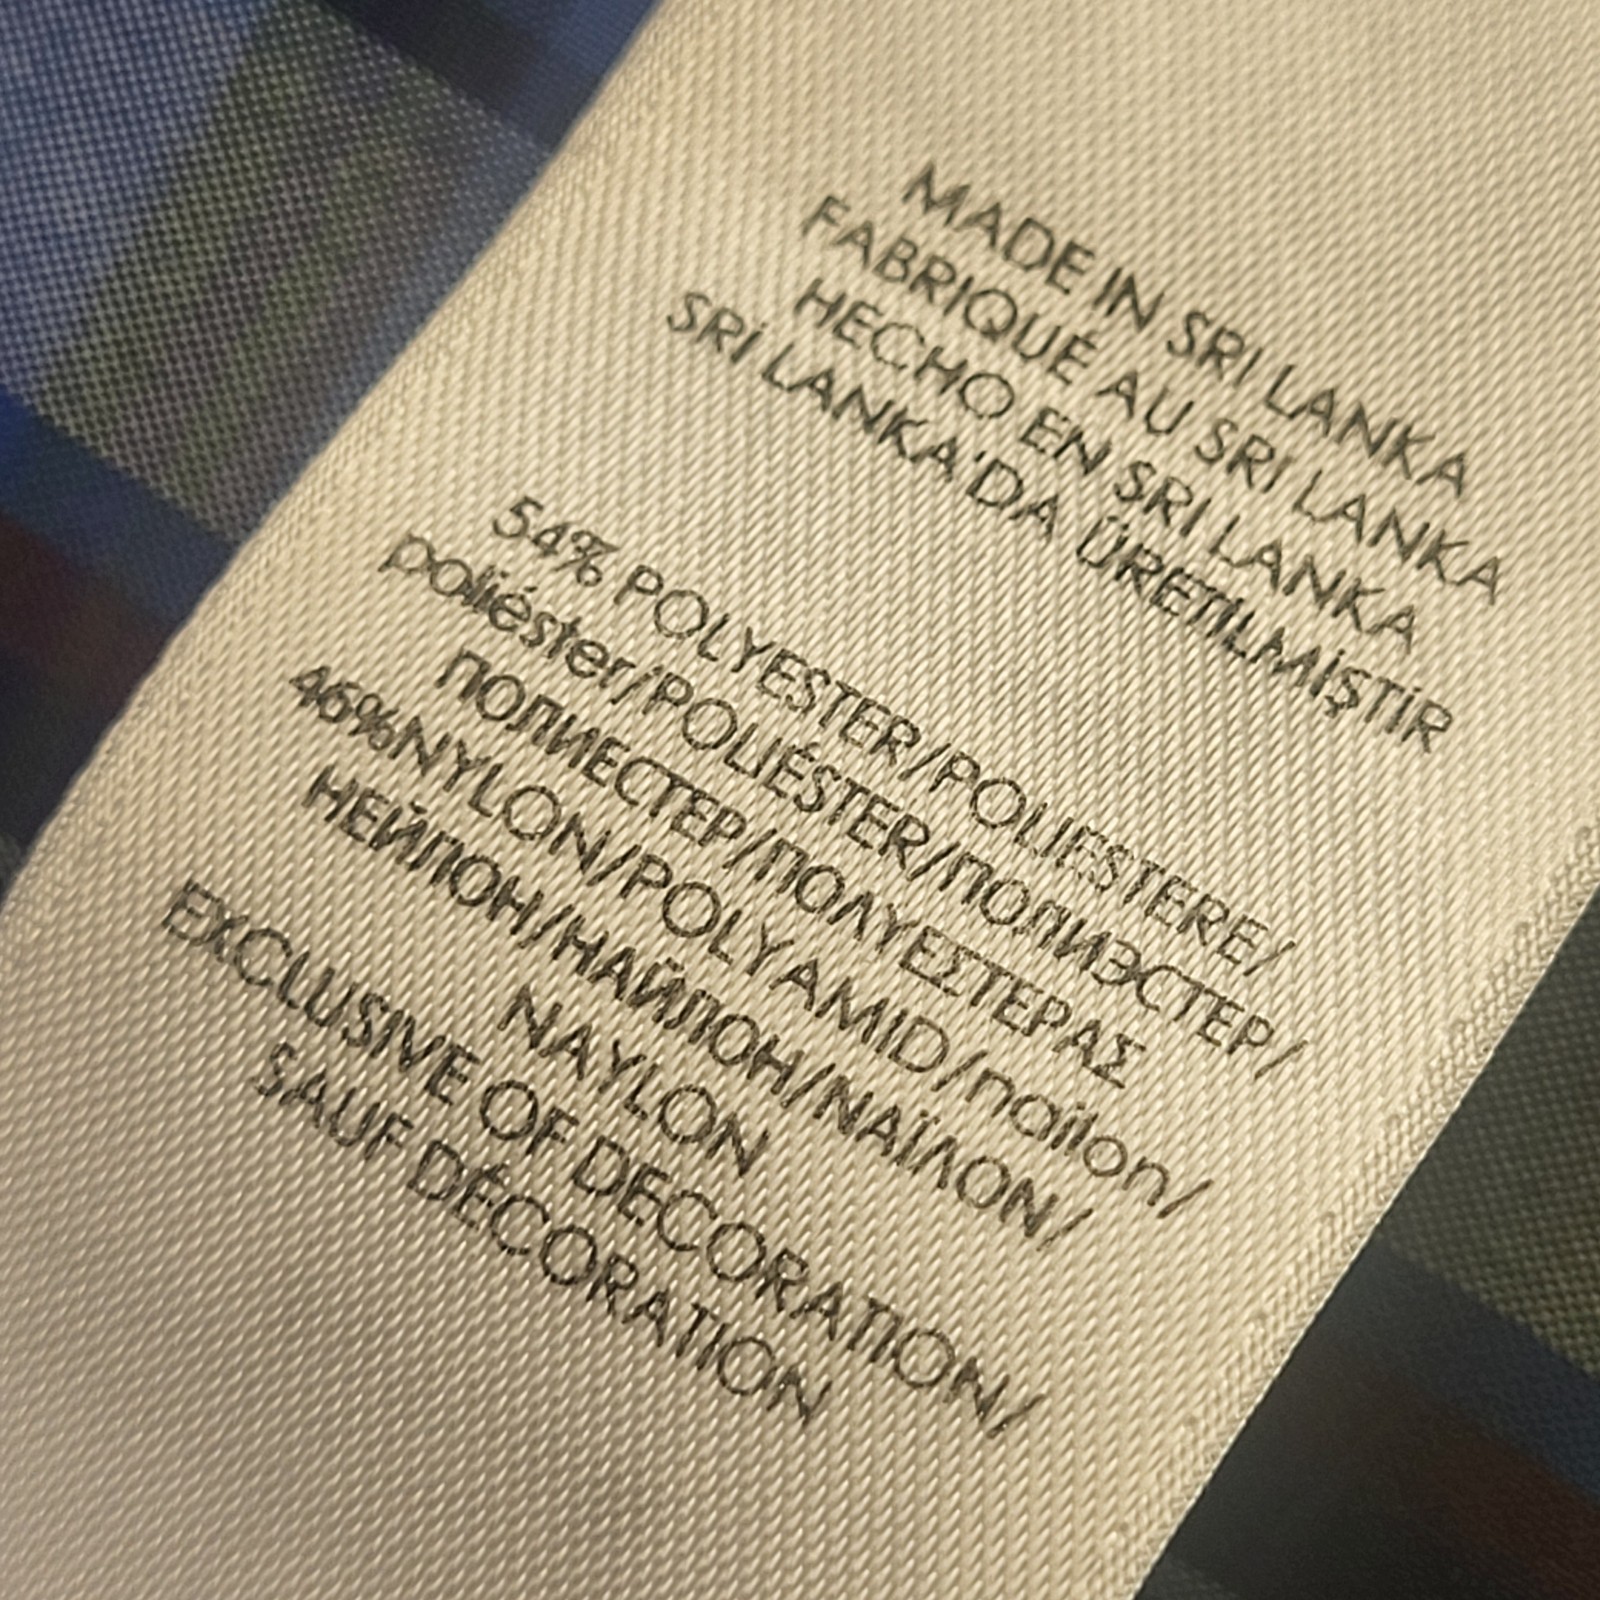 MADE IN SRI LANKA
FABRIQUÉ AU SRI LANKA
HECHO EN SRI LANKA
SRİ LANKA'DA ÜRETİLMİŞTİR
54% POLYESTER/POLIESTERE/
poliéster/POLIÉSTER/ПОЛИЭСТЕР/
ПОЛИЕСТЕР/ΠΟΛΥΕΣΤΕΡΑΣ
46%NYLON/POLYAMID/naílon/
НЕЙЛОН/НАЙЛОН/ΝΑΪΛΟΝ/
NAYLON
EXCLUSIVE OF DECORATION/
SAUF DÉCORATION